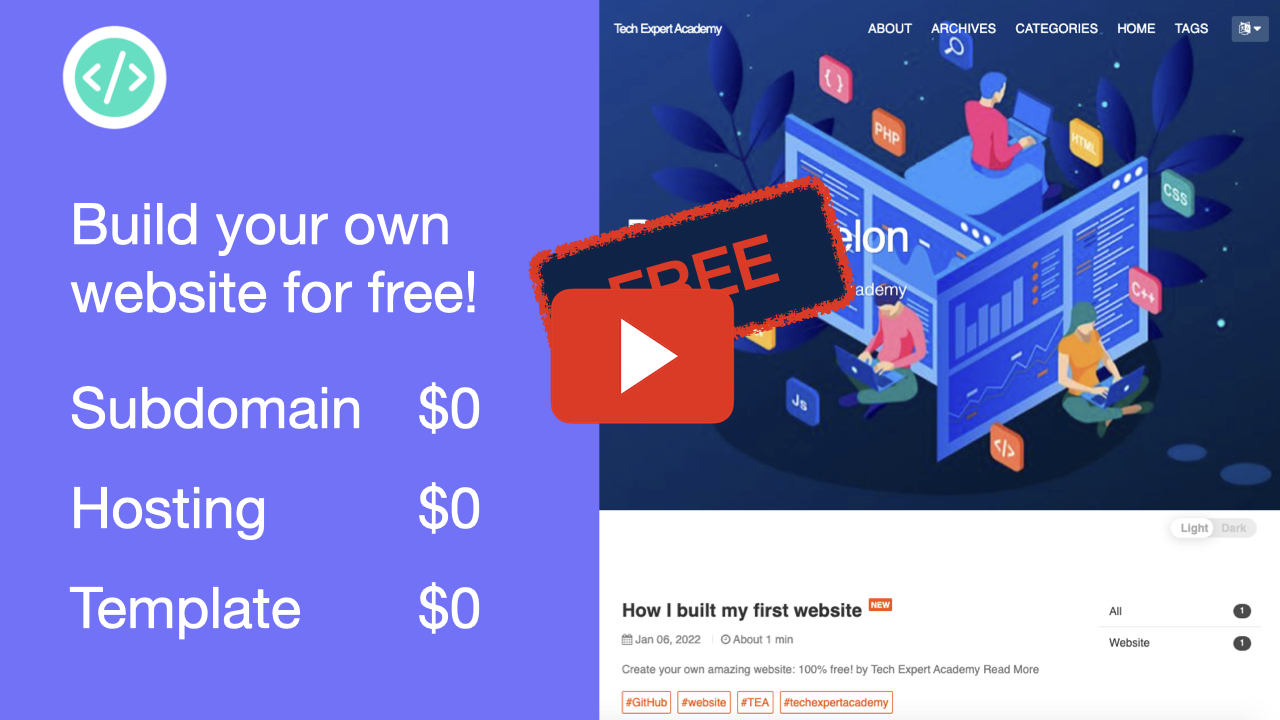 </>
Build your own
website for free!
Subdomain $0
Hosting $0
Template $0
Tech Expert Academy
ABOUT ARCHIVES CATEGORIES HOME TAGS
{ }
PHP
HTML
CSS
C++
Js
</>
FREE
Light Dark
How I built my first website NEW
Jan 06, 2022 | About 1 min
Create your own amazing website: 100% free! by Tech Expert Academy Read More
#GitHub #website #TEA #techexpertacademy
All 1
Website 1